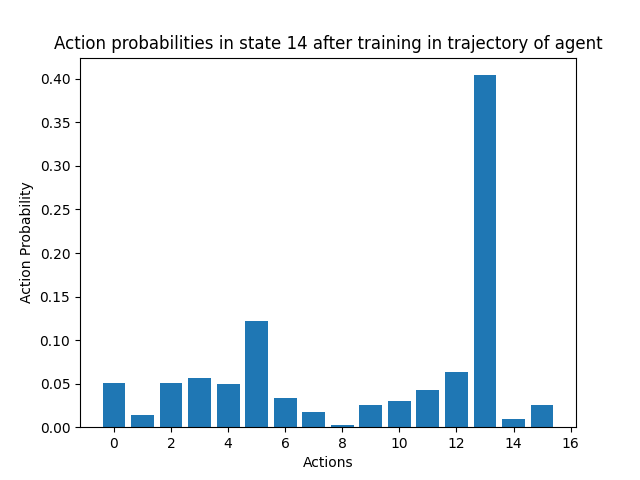 Action probabilities in state 14 after training in trajectory of agent
0.40
0.35
0.30
0.25
0.20
0.15
0.10
0.05
0.00
Action Probability
0 2 4 6 8 10 12 14 16
Actions